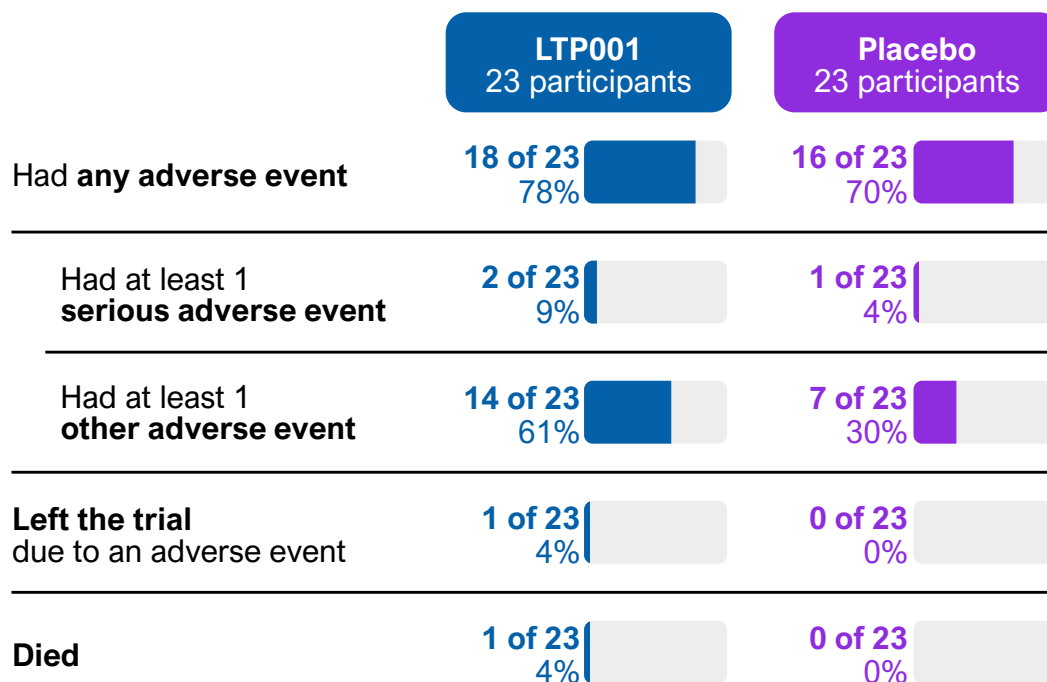 LTP001
23 participants
Placebo
23 participants
Had any adverse event
18 of 23
78%
16 of 23
70%
Had at least 1
serious adverse event
2 of 23
9%
1 of 23
4%
Had at least 1
other adverse event
14 of 23
61%
7 of 23
30%
Left the trial
due to an adverse event
1 of 23
4%
0 of 23
0%
Died
1 of 23
4%
0 of 23
0%